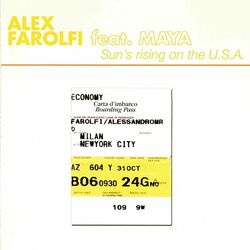 ALEX
FAROLFI feat. MAYA
Sun's rising on the U.S.A.
ECONOMY
Carta d'imbarco
Boarding Pass
FAROLFI/ALESSANDROMR
D
MILAN
NEWYORK CITY
AZ 604 Y 31OCT
B06 0930 24G NO
109 9W